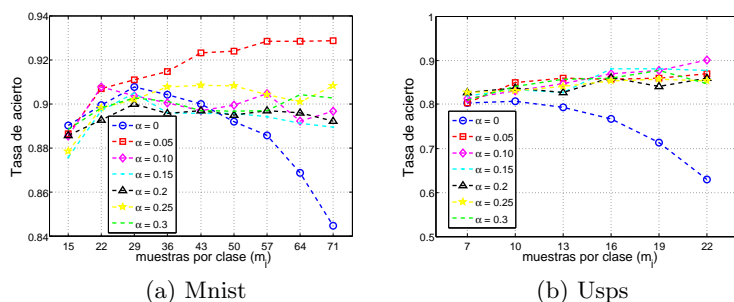 0.94
0.92
0.9
0.88
0.86
0.84
Tasa de acierto
α = 0
α = 0.05
α = 0.10
α = 0.15
α = 0.2
α = 0.25
α = 0.3
15 22 29 36 43 50 57 64 71
muestras por clase (mi)
(a) Mnist
1
0.9
0.8
0.7
0.6
0.5
Tasa de acierto
α = 0
α = 0.05
α = 0.10
α = 0.15
α = 0.2
α = 0.25
α = 0.3
7 10 13 16 19 22
muestras por clase (mi)
(b) Usps